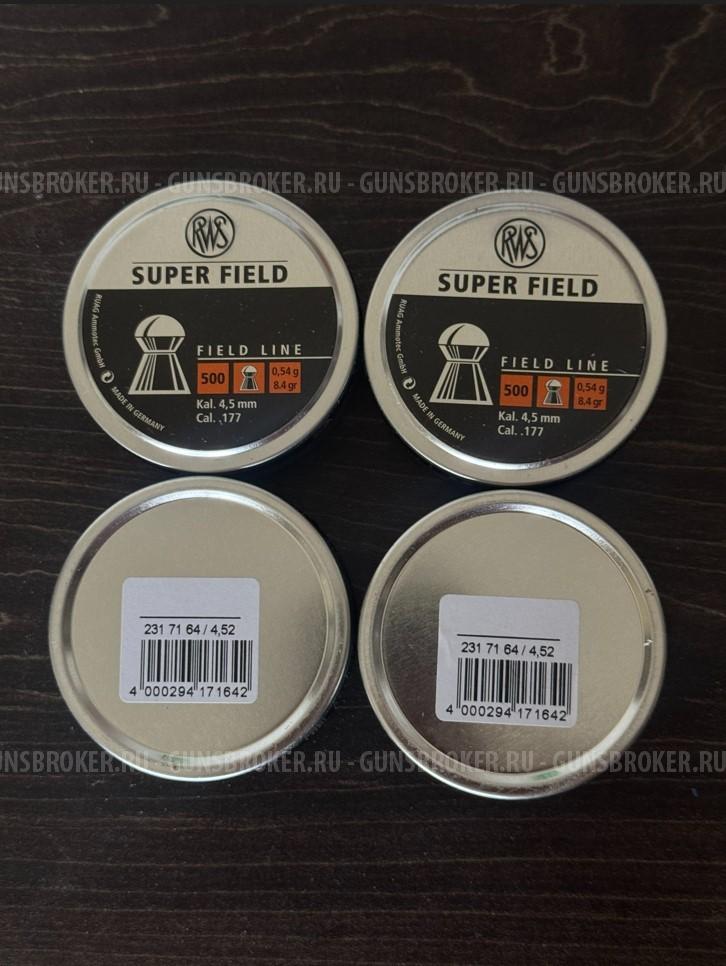 GUNSBROKER.RU - GUNSBROKER.RU - GUNSBROKER.RU - GUNSBROKER.RU
RWS
SUPER FIELD
FIELD LINE
500
0,54 g
8.4 gr
Kal. 4,5 mm
Cal. .177
RUAG Ammotec GmbH
MADE IN GERMANY
RWS
SUPER FIELD
FIELD LINE
500
0,54 g
8.4 gr
Kal. 4,5 mm
Cal. .177
RUAG Ammotec GmbH
MADE IN GERMANY
231 71 64 / 4,52
4 000294 171642
231 71 64 / 4,52
4 000294 171642
GUNSBROKER.RU - GUNSBROKER.RU - GUNSBROKER.RU - GUNSBROKER.RU